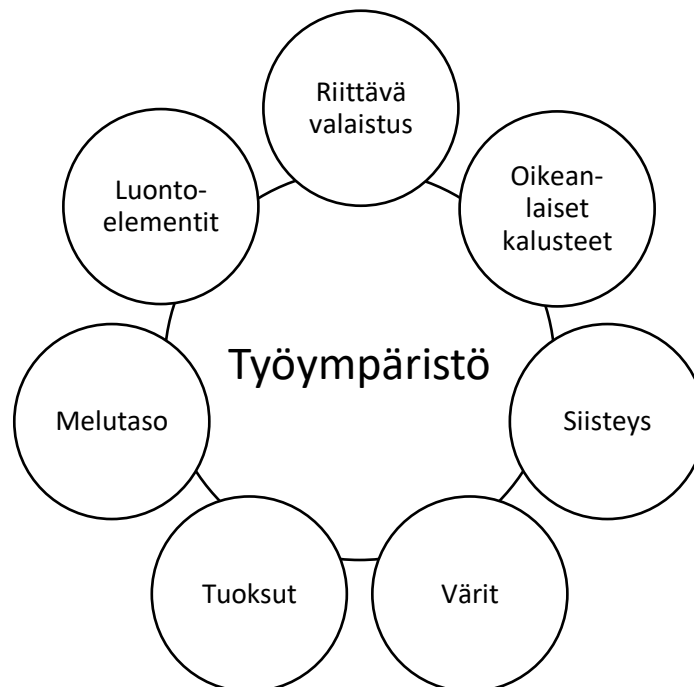 Riittävä
valaistus
Oikean-
laiset
kalusteet
Siisteys
Värit
Tuoksut
Melutaso
Luonto-
elementit
Työympäristö